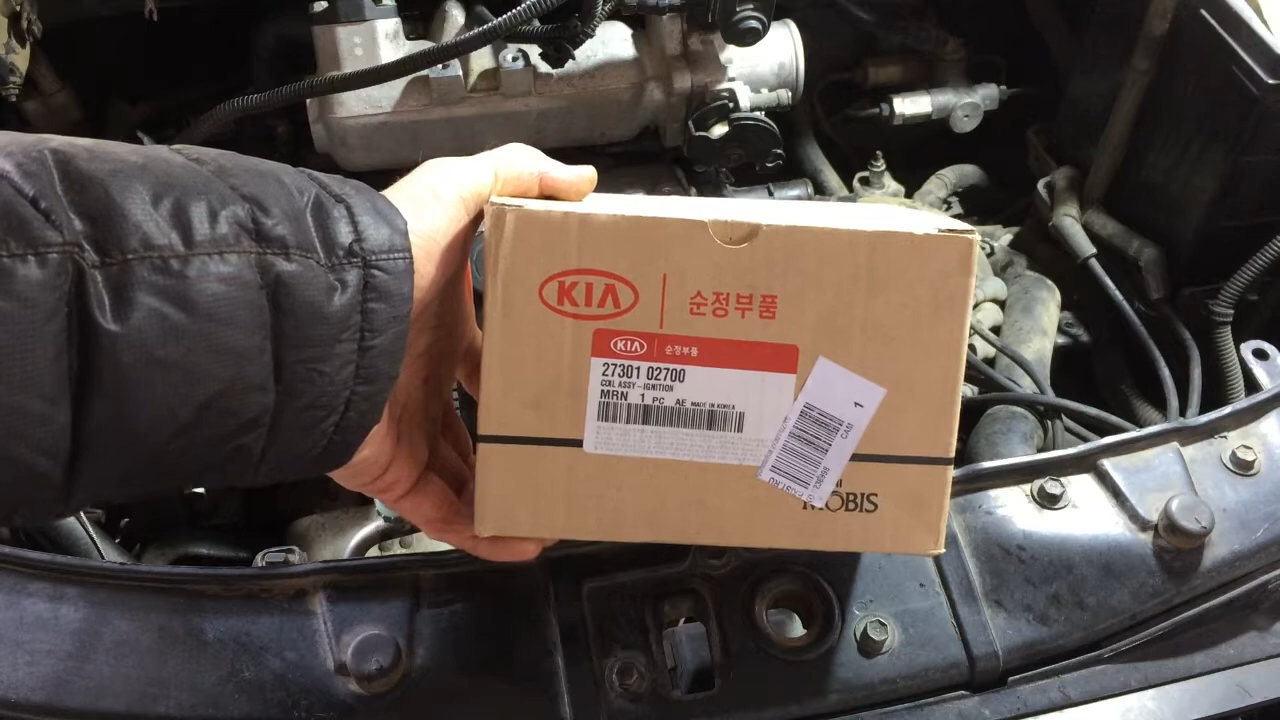 KIA 순정부품
KIA 순정부품
27301 02700
COIL ASSY-IGNITION
MRN 1 PC AE MADE IN KOREA
CAM 1
MOBIS